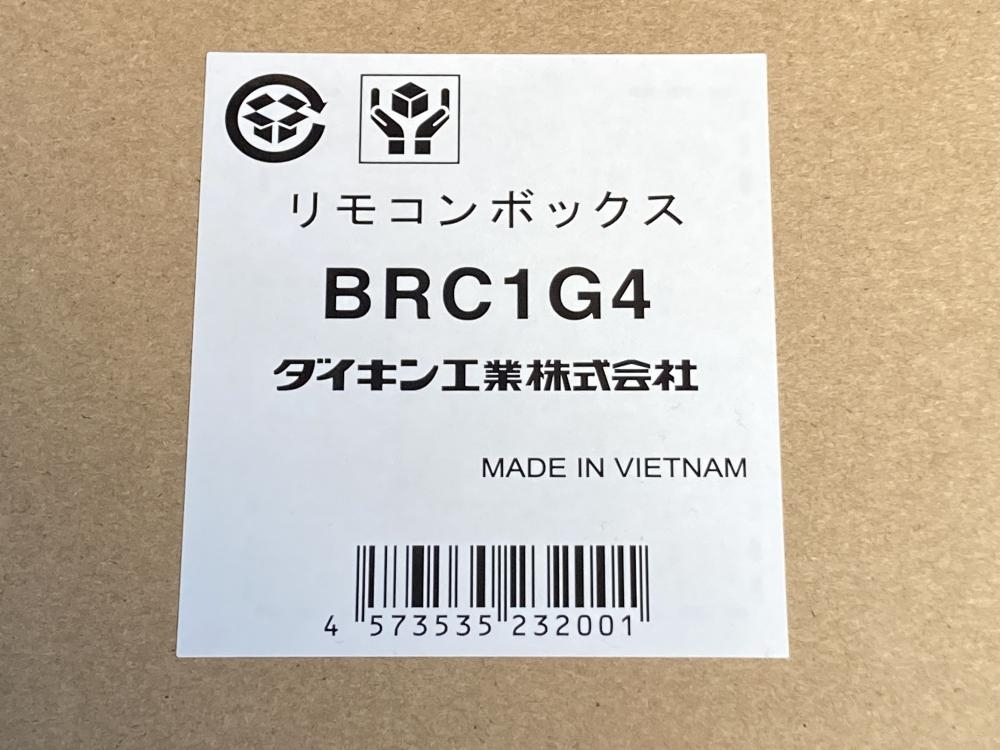 リモコンボックス
BRC1G4
ダイキン工業株式会社
MADE IN VIETNAM
4 573535 232001